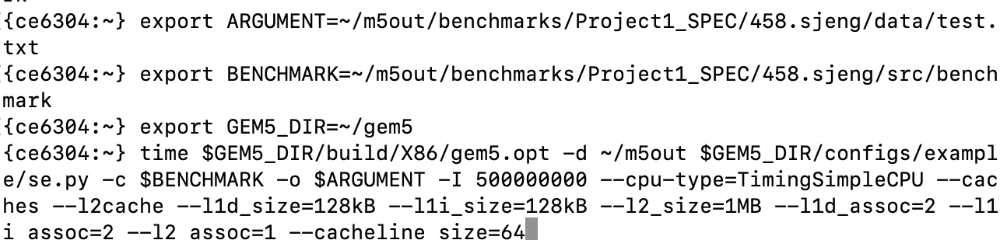 {ce6304:~} export ARGUMENT=~/m5out/benchmarks/Project1_SPEC/458.sjeng/data/test.
txt
{ce6304:~} export BENCHMARK=~/m5out/benchmarks/Project1_SPEC/458.sjeng/src/bench
mark
{ce6304:~} export GEM5_DIR=~/gem5
{ce6304:~} time $GEM5_DIR/build/X86/gem5.opt -d ~/m5out $GEM5_DIR/configs/exampl
e/se.py -c $BENCHMARK -o $ARGUMENT -I 500000000 --cpu-type=TimingSimpleCPU --cac
hes --l2cache --l1d_size=128kB --l1i_size=128kB --l2_size=1MB --l1d_assoc=2 --l1
i assoc=2 --l2 assoc=1 --cacheline size=64